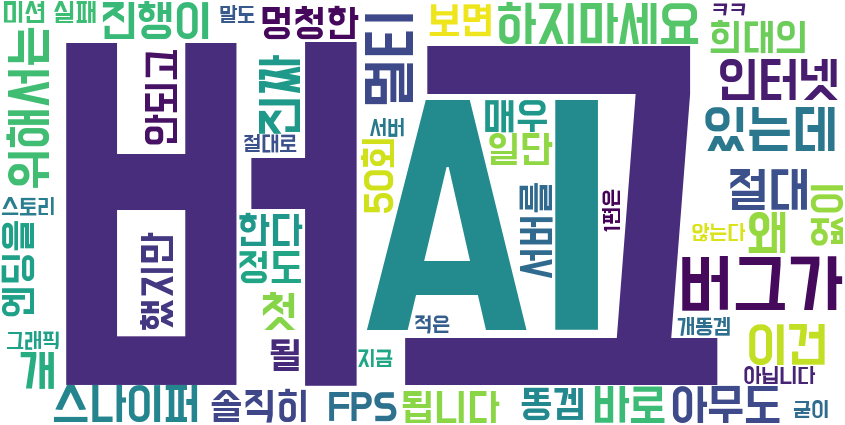 미션 실패
진행이
말도
멍청한
보면
하지마세요
ㅋㅋ
희대의
인터넷
위해서는
안되고
진짜
멀티
버그
AI
매우
일단
있는데
절대로
서버
50회
절대
스토리
엔딩을
했지만
한다
정도
서버를
1편은
않는다
왜
없이
버그가
첫
적은
개똥겜
그래픽
개
될
지금
이건
아닙니다
스나이퍼
솔직히
FPS
됩니다
똥겜
바로
아무도
굳이